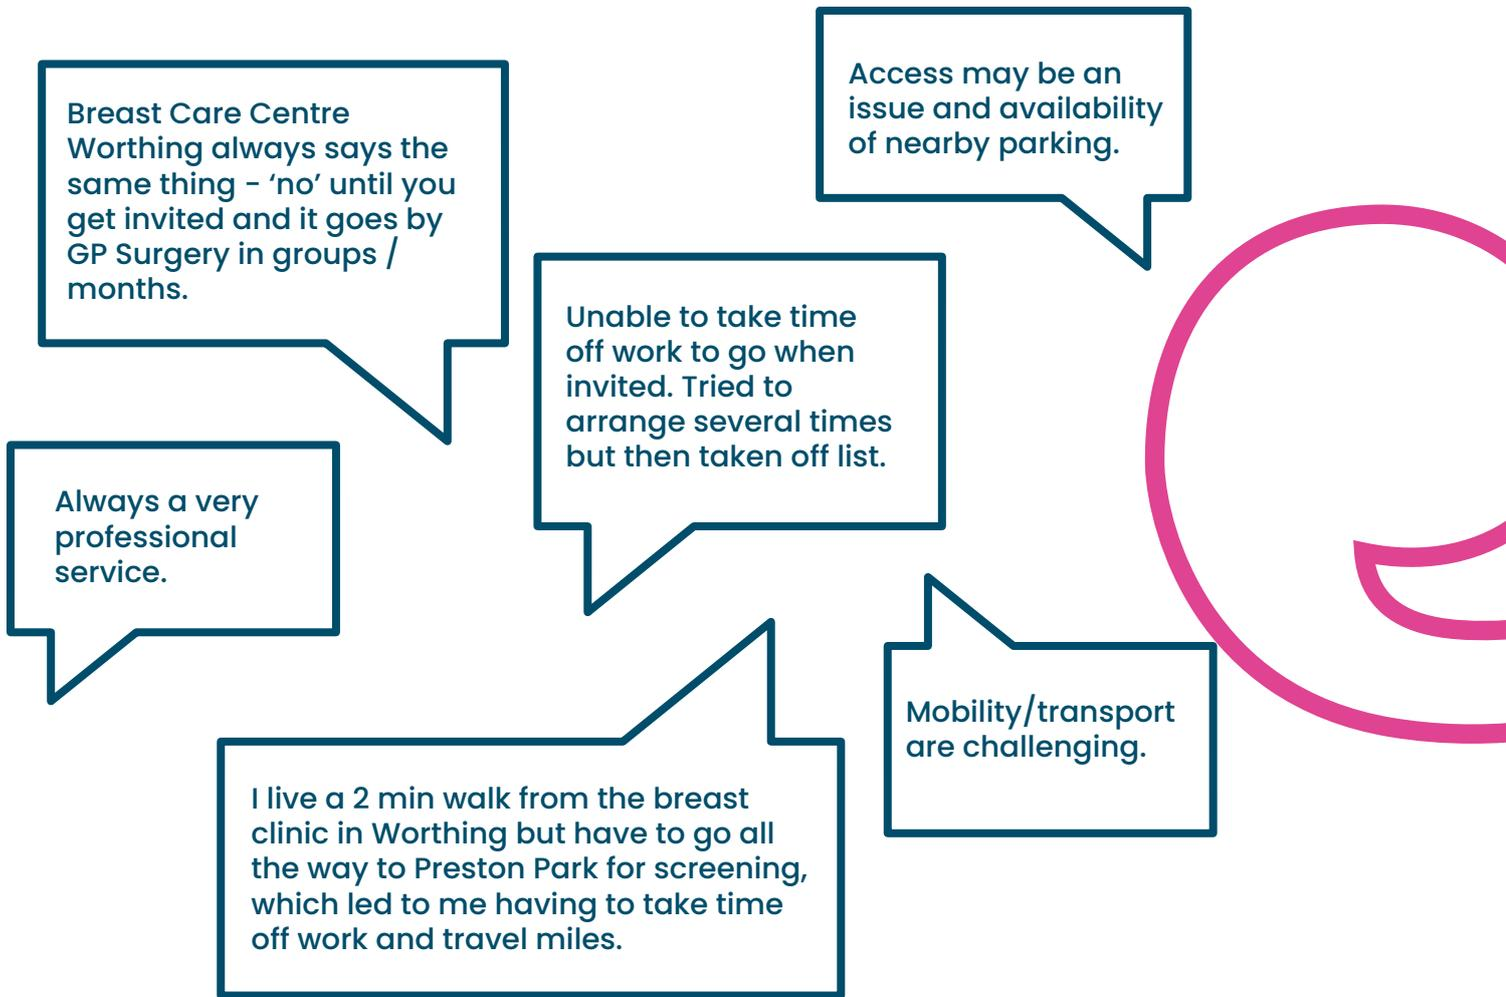 Access may be an
issue and availability
of nearby parking.
Breast Care Centre
Worthing always says the
same thing – ‘no’ until you
get invited and it goes by
GP Surgery in groups /
months.
Unable to take time
off work to go when
invited. Tried to
arrange several times
but then taken off list.
Always a very
professional
service.
Mobility/transport
are challenging.
I live a 2 min walk from the breast
clinic in Worthing but have to go all
the way to Preston Park for screening,
which led to me having to take time
off work and travel miles.